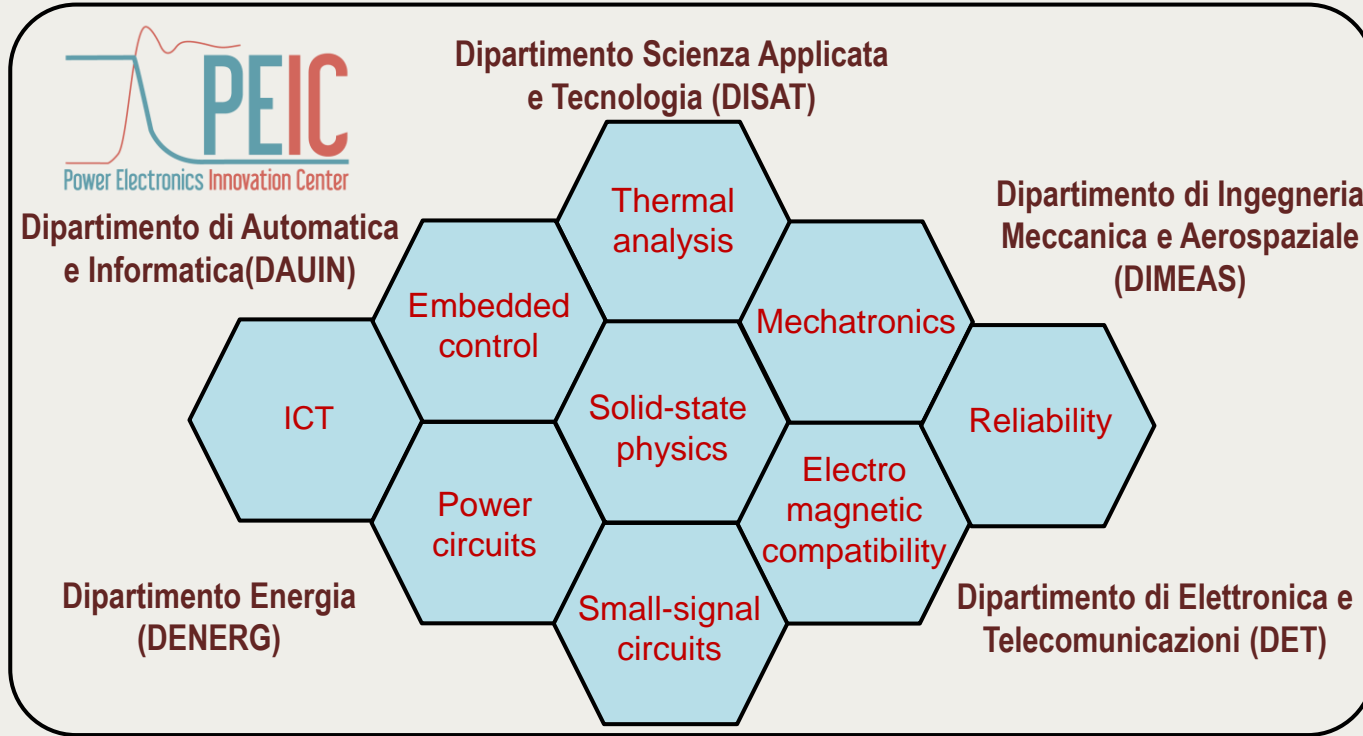 PEIC
Power Electronics Innovation Center
Dipartimento Scienza Applicata
e Tecnologia (DISAT)
Dipartimento di Automatica
e Informatica(DAUIN)
Dipartimento di Ingegneria
Meccanica e Aerospaziale
(DIMEAS)
Thermal
analysis
Embedded
control
Mechatronics
ICT
Solid-state
physics
Reliability
Power
circuits
Electro
magnetic
compatibility
Small-signal
circuits
Dipartimento Energia
(DENERG)
Dipartimento di Elettronica e
Telecomunicazioni (DET)